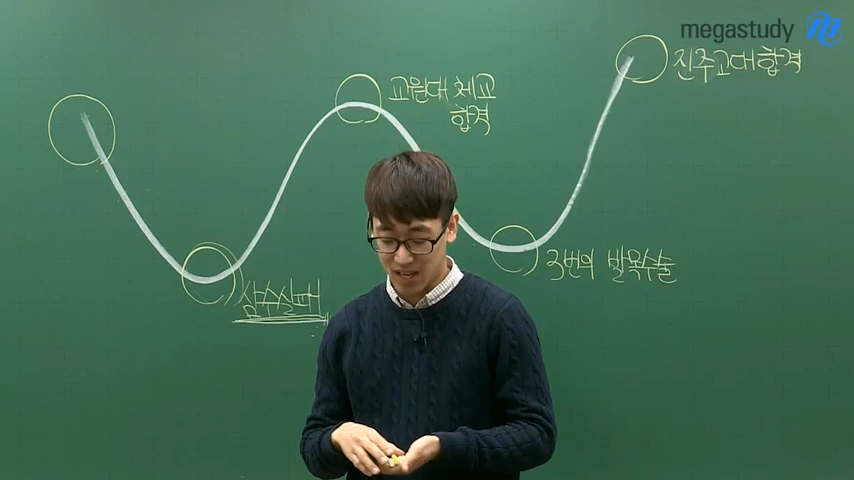 megastudy
교원대 체교
합격
진주교대합격
삼수실패
3번의 발목수술